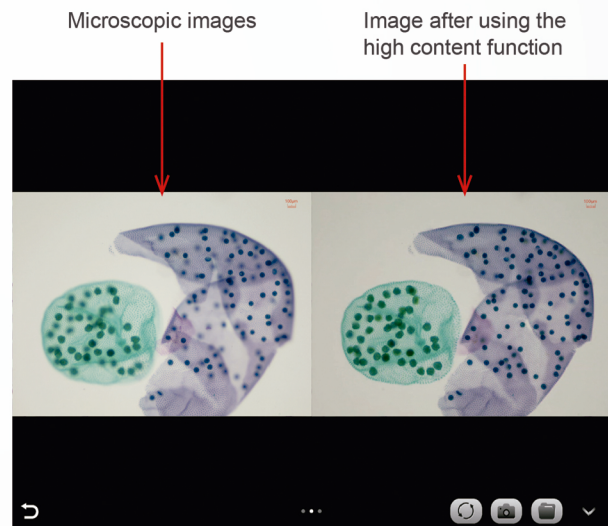 Microscopic images
Image after using the
high content function